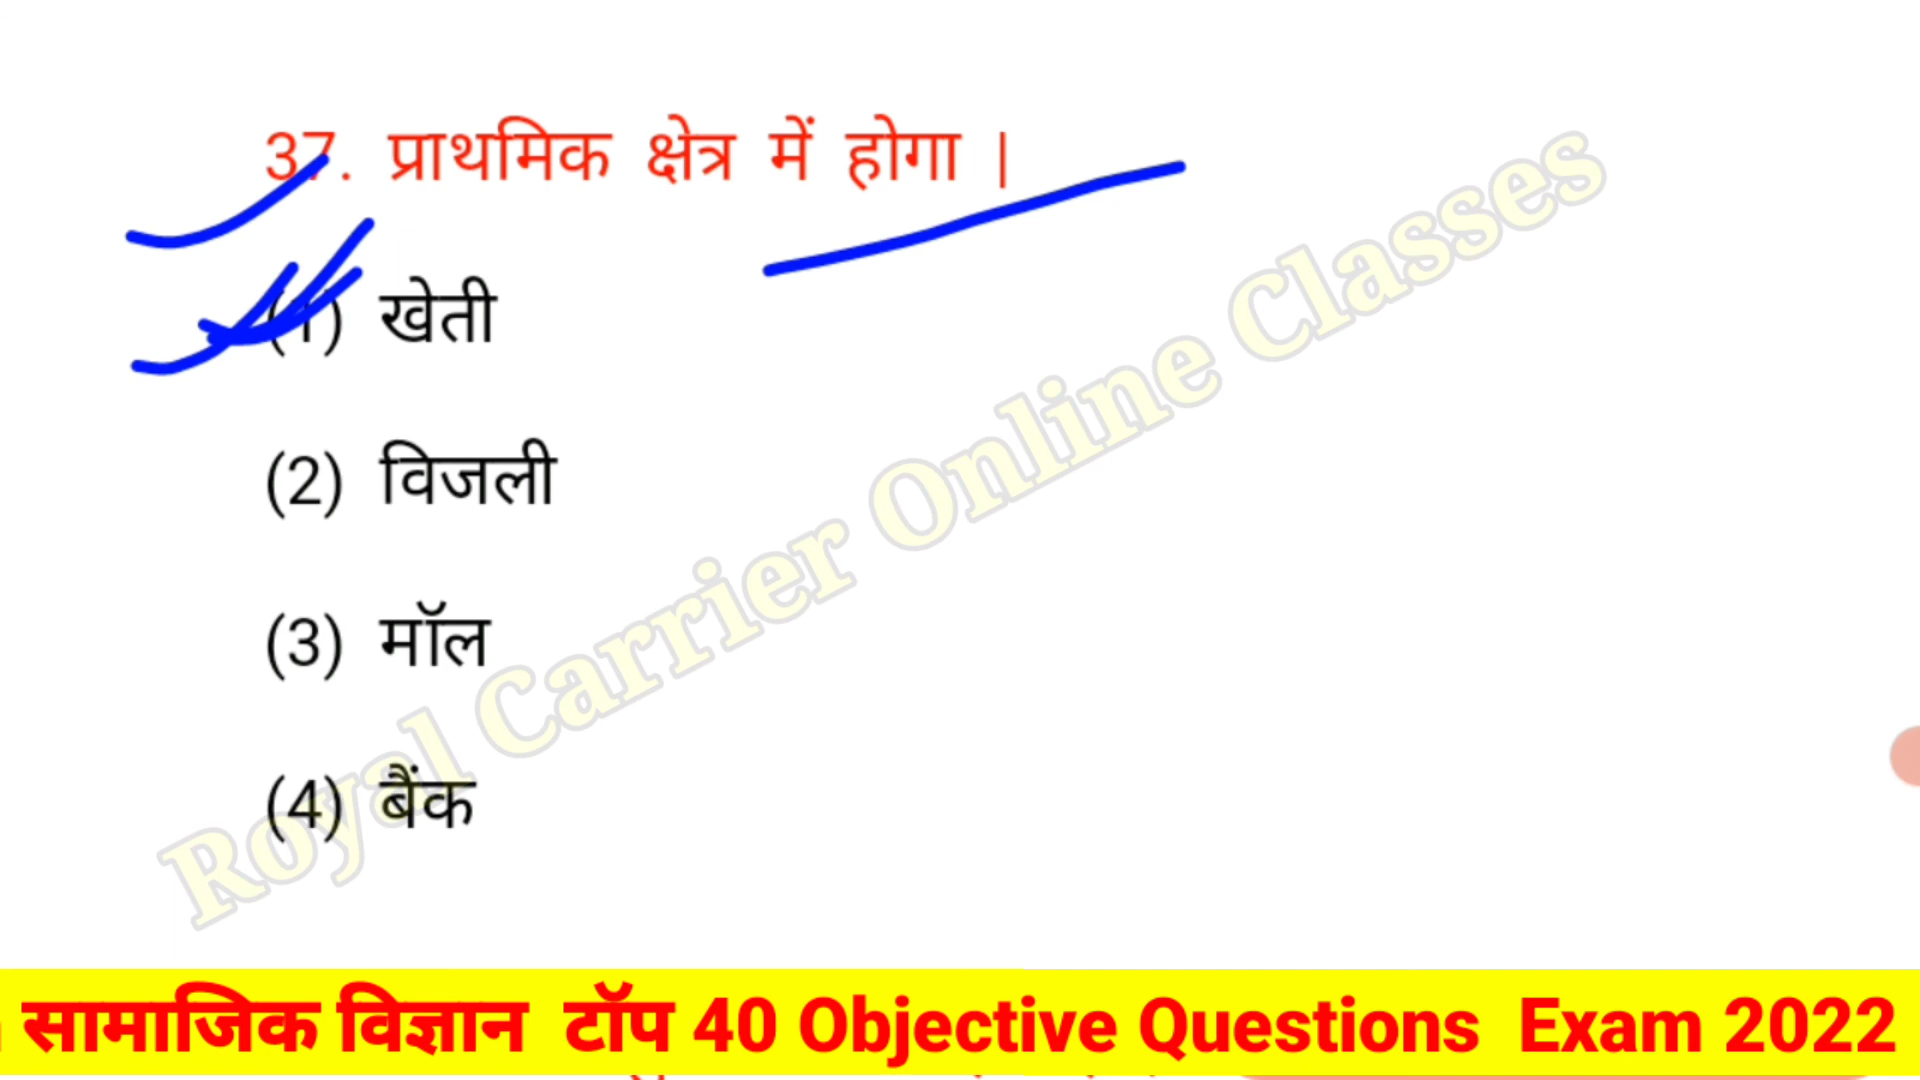 37. प्राथमिक क्षेत्र में होगा |
(1) खेती
(2) विजली
(3) मॉल
(4) बैंक
Royal Carrier Online Classes
सामाजिक विज्ञान टॉप 40 Objective Questions Exam 2022